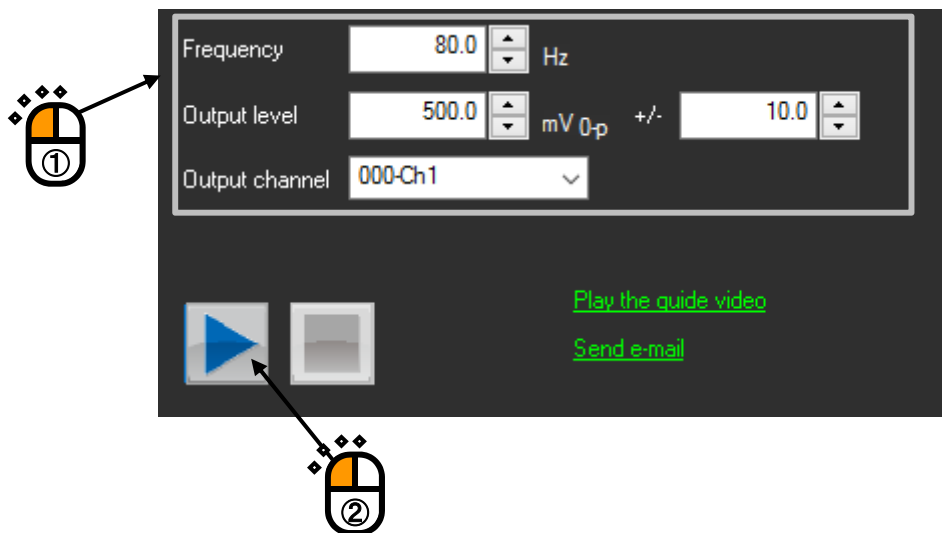 Frequency 80.0 Hz
Output level 500.0 mV 0-p +/- 10.0
①
Output channel 000-Ch1
Play the guide video
Send e-mail
②